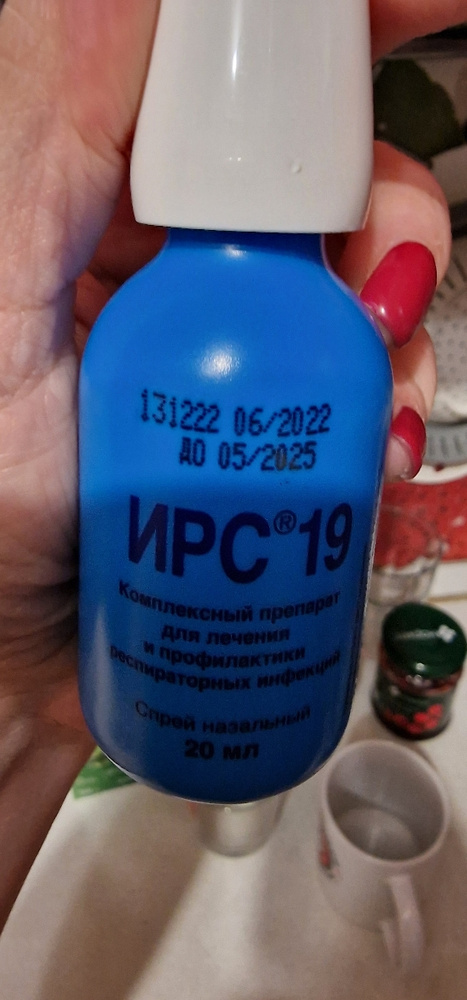 131222 06/2022
ДО 05/2025
ИРС® 19
Комплексный препарат
для лечения
и профилактики
респираторных инфекций
Спрей назальный
20 мл